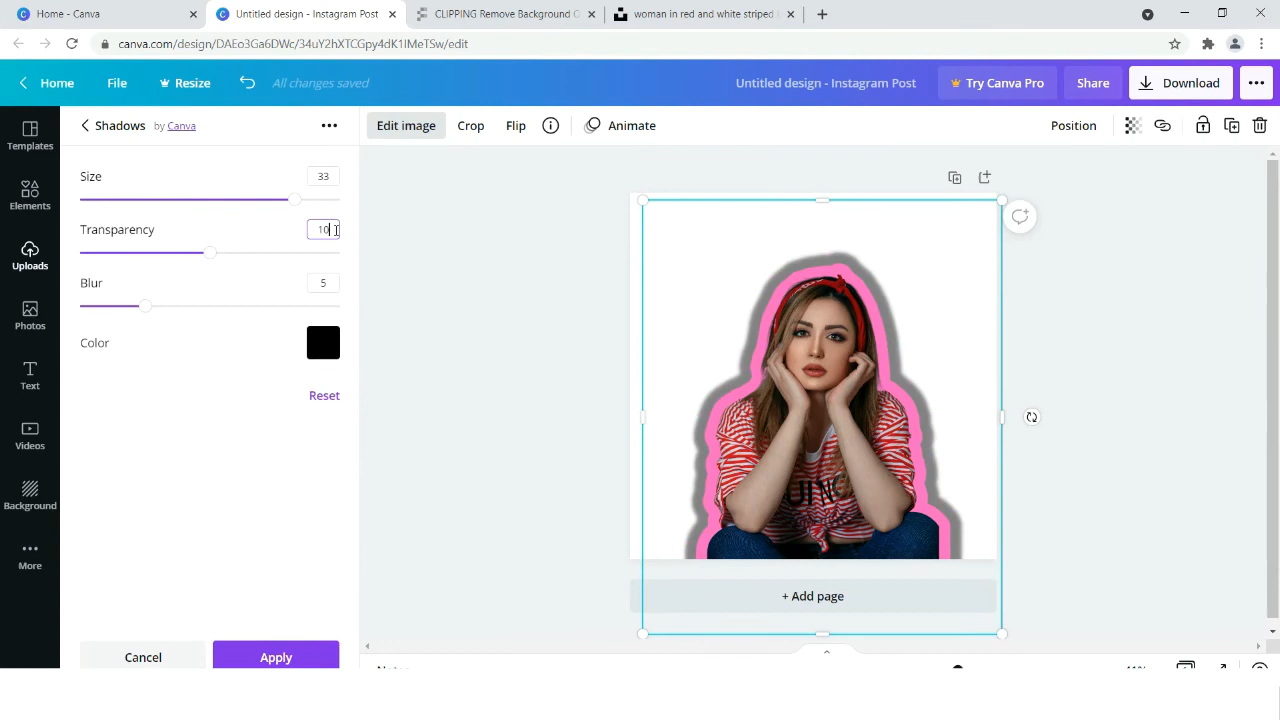 Home - Canva
Untitled design - Instagram Post
CLIPPING Remove Background C
woman in red and white striped t
canva.com/design/DAEo3Ga6DWc/34uY2hXTCGpy4dK1IMeTSw/edit
Home File Resize All changes saved Untitled design - Instagram Post Try Canva Pro Share Download
Shadows by Canva
Edit image Crop Flip Animate Position
Templates
Elements
Uploads
Photos
Text
Videos
Background
More
Size 33
Transparency 10
Blur 5
Color
Reset
Cancel Apply
+ Add page